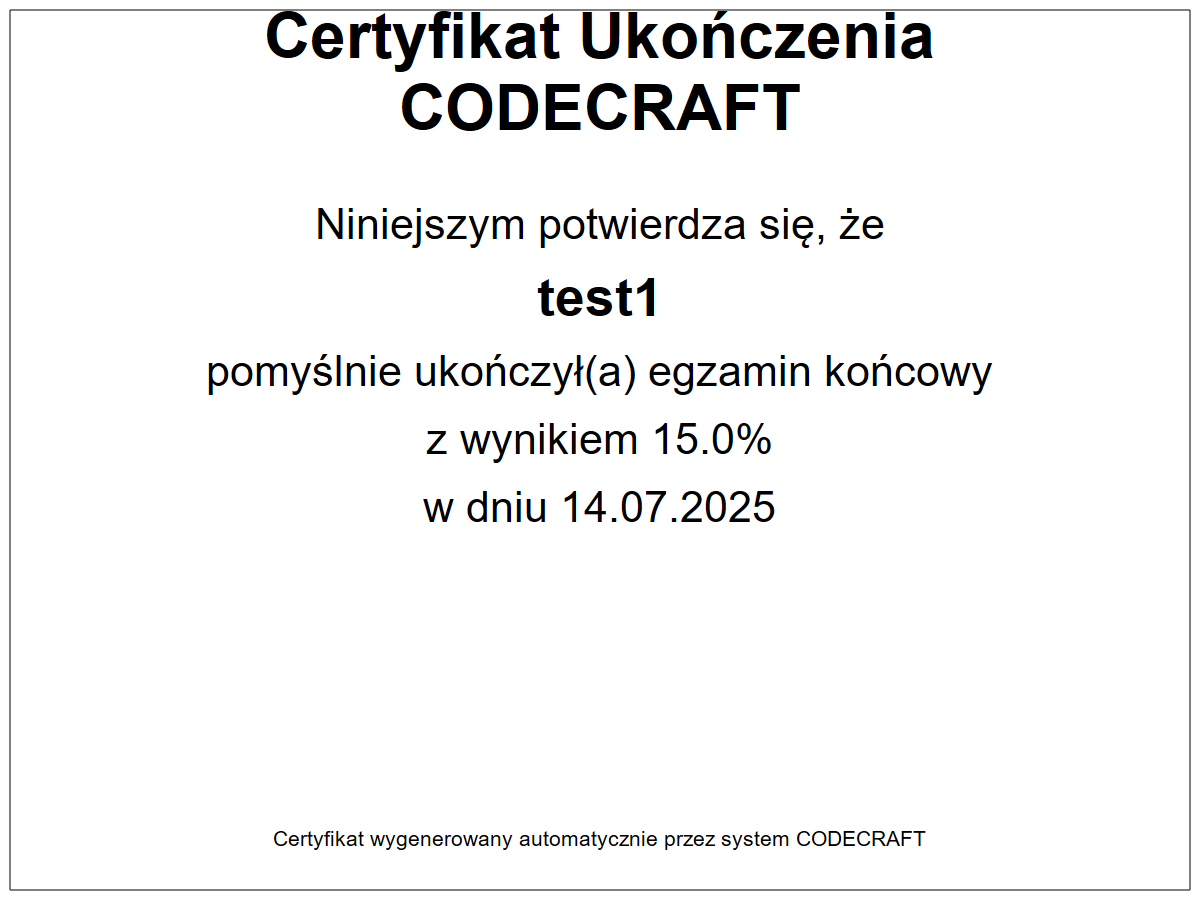 Certyfikat Ukończenia
CODECRAFT
Niniejszym potwierdza się, że
test1
pomyślnie ukończył(a) egzamin końcowy
z wynikiem 15.0%
w dniu 14.07.2025
Certyfikat wygenerowany automatycznie przez system CODECRAFT